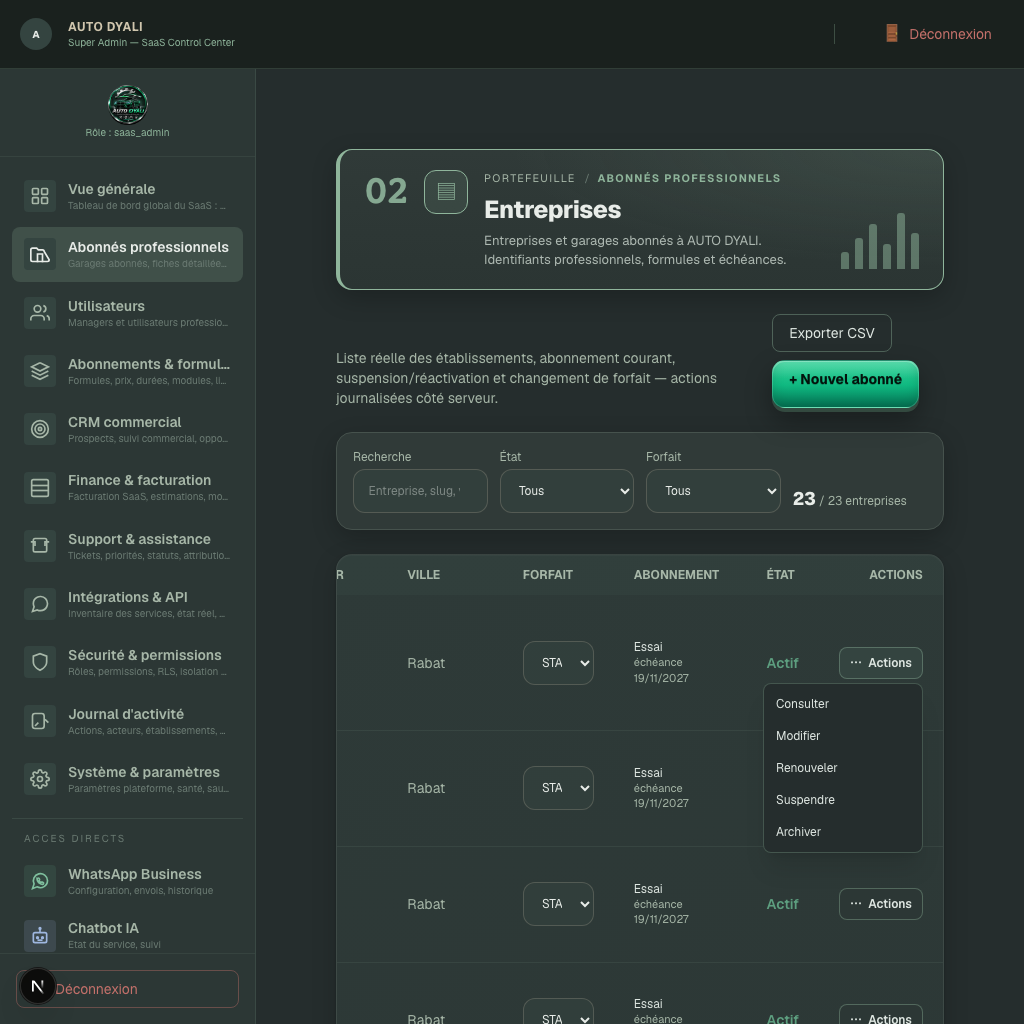 A
AUTO DYALI
Super Admin — SaaS Control Center
Déconnexion
AUTO DYALI
Rôle : saas_admin
Vue générale
Tableau de bord global du SaaS : ...
Abonnés professionnels
Garages abonnés, fiches détaillée...
Utilisateurs
Managers et utilisateurs professio...
Abonnements & formul...
Formules, prix, durées, modules, li...
CRM commercial
Prospects, suivi commercial, oppo...
Finance & facturation
Facturation SaaS, estimations, mo...
Support & assistance
Tickets, priorités, statuts, attributio...
Intégrations & API
Inventaire des services, état réel, ...
Sécurité & permissions
Rôles, permissions, RLS, isolation ...
Journal d'activité
Actions, acteurs, établissements, ...
Système & paramètres
Paramètres plateforme, santé, sau...
ACCES DIRECTS
WhatsApp Business
Configuration, envois, historique
Chatbot IA
Etat du service, suivi
N
Déconnexion
02
PORTEFEUILLE / ABONNÉS PROFESSIONNELS
Entreprises
Entreprises et garages abonnés à AUTO DYALI.
Identifiants professionnels, formules et échéances.
Liste réelle des établissements, abonnement courant,
suspension/réactivation et changement de forfait — actions
journalisées côté serveur.
Exporter CSV
+ Nouvel abonné
Recherche
Entreprise, slug,
État
Tous
Forfait
Tous
23 / 23 entreprises
R VILLE FORFAIT ABONNEMENT ÉTAT ACTIONS
Rabat STA Essai
échéance
19/11/2027
Actif ··· Actions
Consulter
Modifier
Renouveler
Suspendre
Archiver
Rabat STA Essai
échéance
19/11/2027
Rabat STA Essai
échéance
19/11/2027
Actif ··· Actions
Rabat STA Essai
échéance
Actif ··· Actions